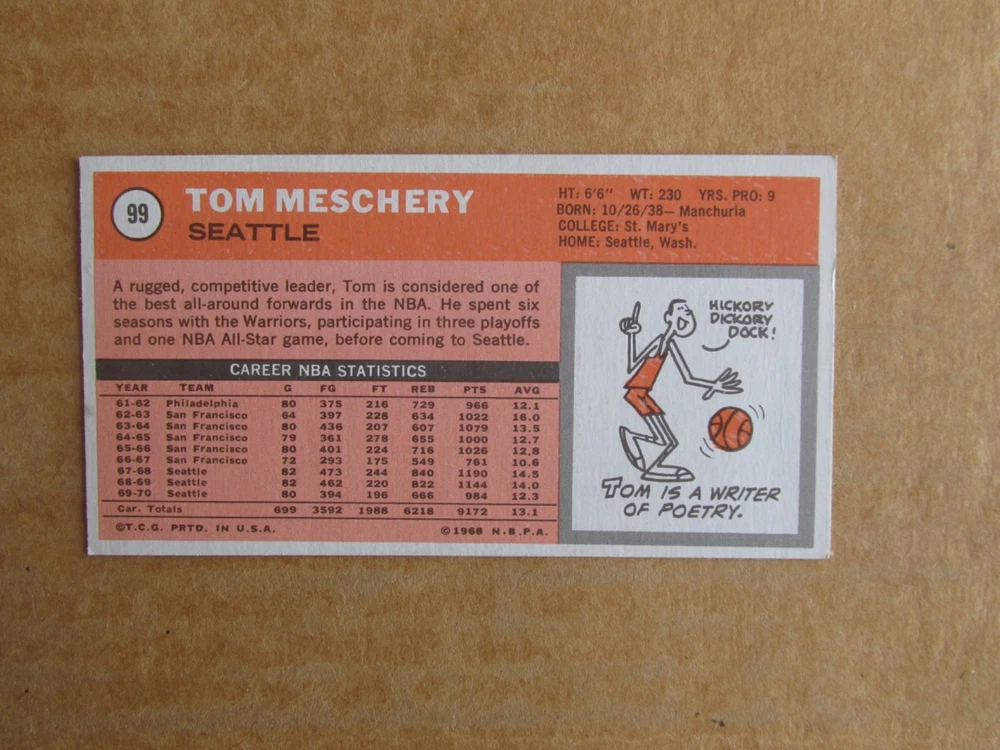 99
TOM MESCHERY
SEATTLE
HT: 6'6" WT: 230 YRS. PRO: 9
BORN: 10/26/38— Manchuria
COLLEGE: St. Mary's
HOME: Seattle, Wash.
A rugged, competitive leader, Tom is considered one of
the best all-around forwards in the NBA. He spent six
seasons with the Warriors, participating in three playoffs
and one NBA All-Star game, before coming to Seattle.
CAREER NBA STATISTICS
YEAR TEAM G FG FT REB PTS AVG
61-62 Philadelphia 80 375 216 729 966 12.1
62-63 San Francisco 64 397 228 634 1022 16.0
63-64 San Francisco 80 436 207 607 1079 13.5
64-65 San Francisco 79 361 278 655 1000 12.7
65-66 San Francisco 80 401 224 716 1026 12.8
66-67 San Francisco 72 293 175 549 761 10.6
67-68 Seattle 82 473 244 840 1190 14.5
68-69 Seattle 82 462 220 822 1144 14.0
69-70 Seattle 80 394 196 666 984 12.3
Car. Totals 699 3592 1988 6218 9172 13.1
©T.C.G. PRTD. IN U.S.A. ©1968 N.B.P.A.
HICKORY
DICKORY
DOCK!
TOM IS A WRITER
OF POETRY.